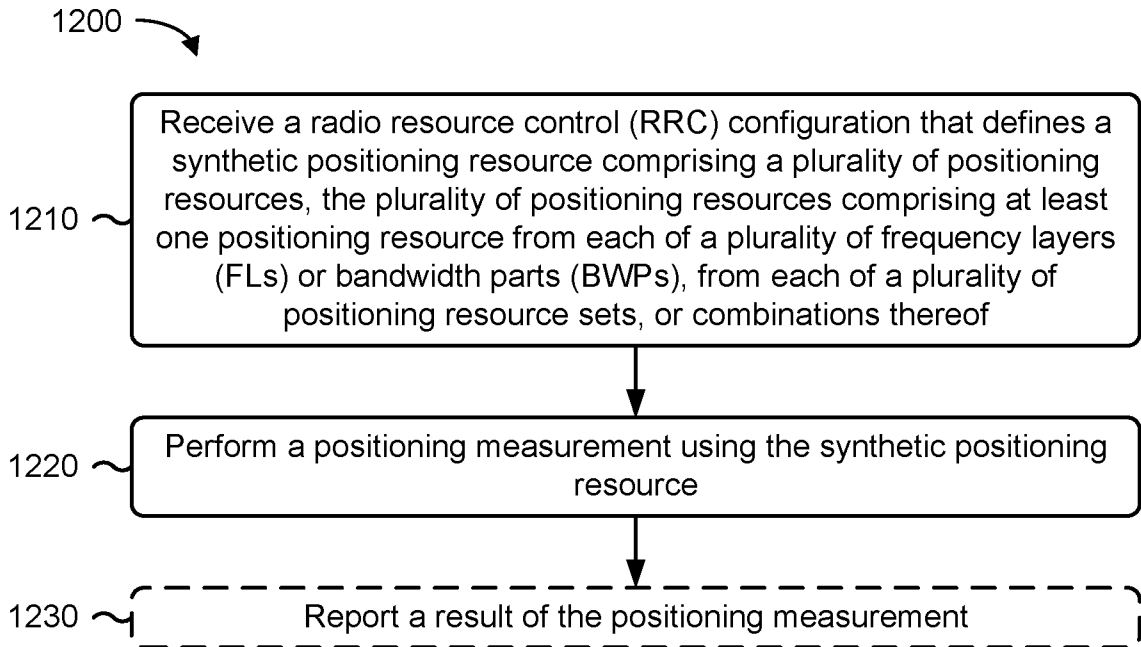 1200
Receive a radio resource control (RRC) configuration that defines a
synthetic positioning resource comprising a plurality of positioning
resources, the plurality of positioning resources comprising at least
1210
one positioning resource from each of a plurality of frequency layers
(FLs) or bandwidth parts (BWPs), from each of a plurality of
positioning resource sets, or combinations thereof
1220
Perform a positioning measurement using the synthetic positioning
resource
1230
Report a result of the positioning measurement